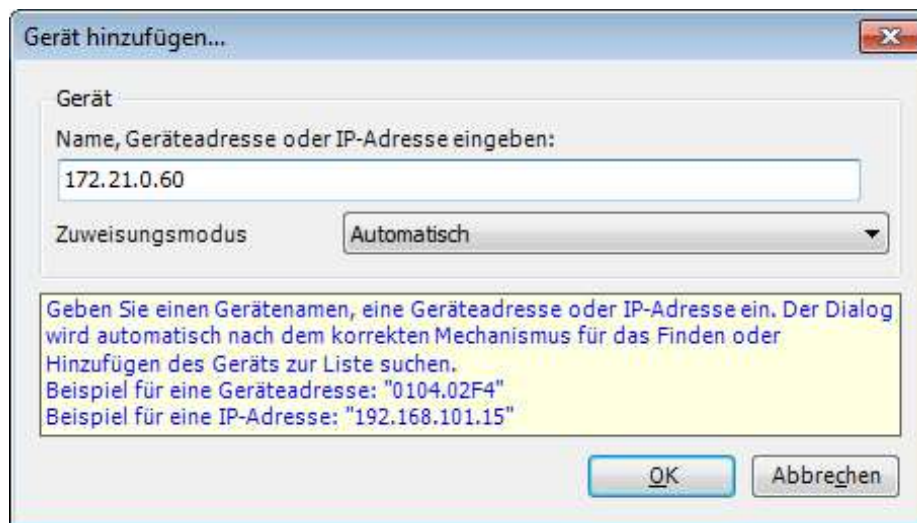 Gerät hinzufügen...
Gerät
Name, Geräteadresse oder IP-Adresse eingeben:
172.21.0.60
Zuweisungsmodus
Automatisch
Geben Sie einen Gerätenamen, eine Geräteadresse oder IP-Adresse ein. Der Dialog
wird automatisch nach dem korrekten Mechanismus für das Finden oder
Hinzufügen des Geräts zur Liste suchen.
Beispiel für eine Geräteadresse: "0104.02F4"
Beispiel für eine IP-Adresse: "192.168.101.15"
OK
Abbrechen